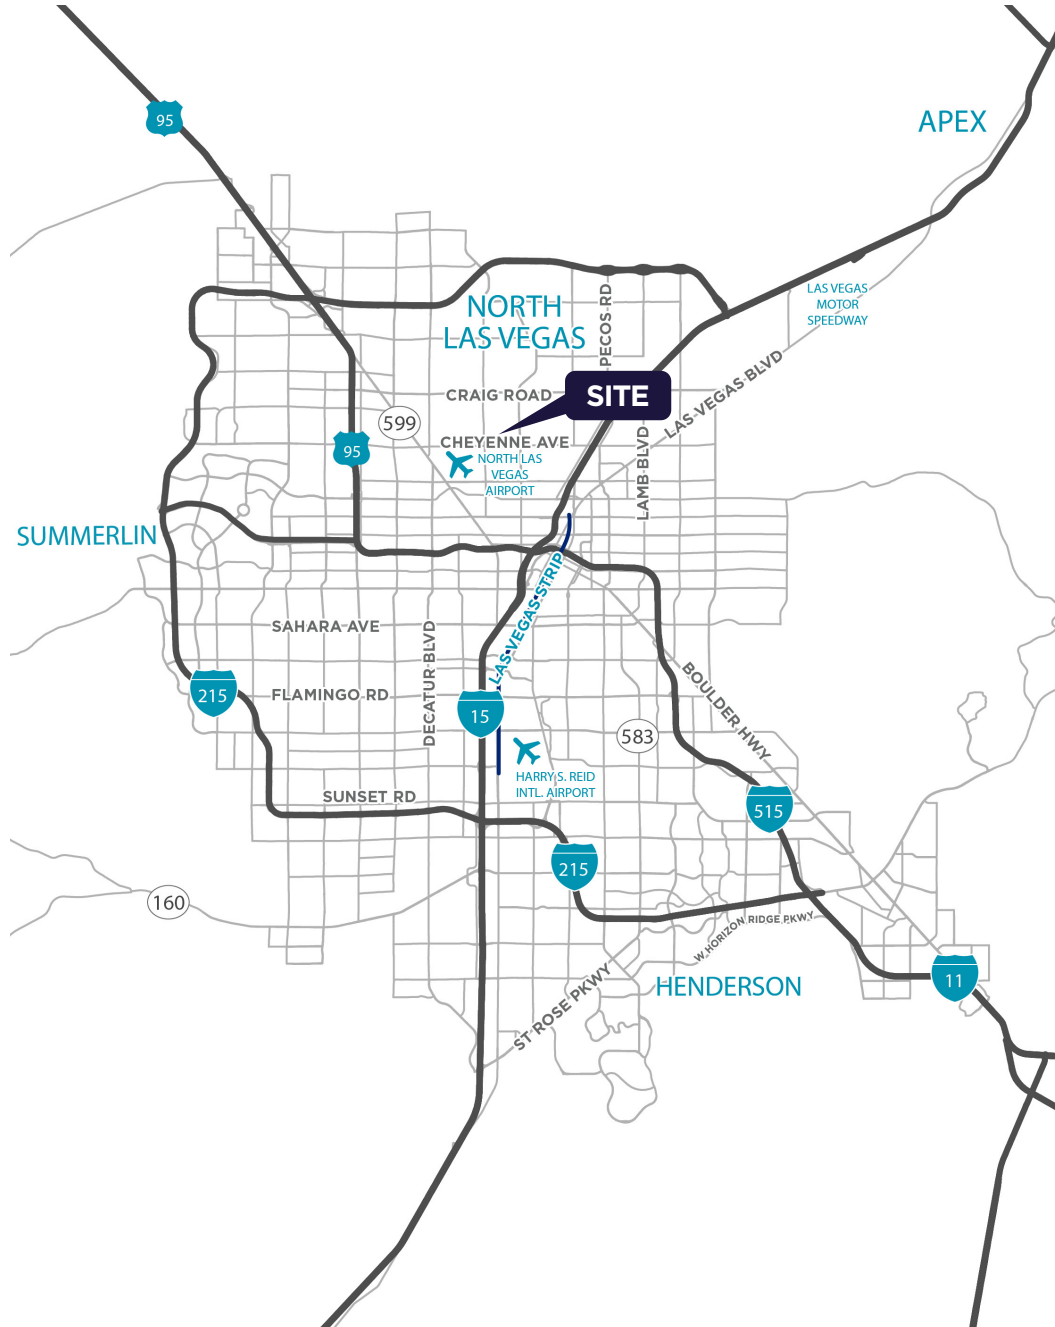 95
APEX
LAS VEGAS
MOTOR
SPEEDWAY
NORTH
LAS VEGAS
PECOS RD
CRAIG ROAD
SITE
LAS VEGAS BLVD
599
CHEYENNE AVE
95
NORTH LAS
VEGAS
AIRPORT
LAMB BLVD
SUMMERLIN
LAS VEGAS STRIP
SAHARA AVE
DECATUR BLVD
215
FLAMINGO RD
15
BOULDER HWY
583
HARRY S. REID
INTL. AIRPORT
SUNSET RD
515
215
160
W HORIZON RIDGE PKWY
HENDERSON
11
ST ROSE PKWY